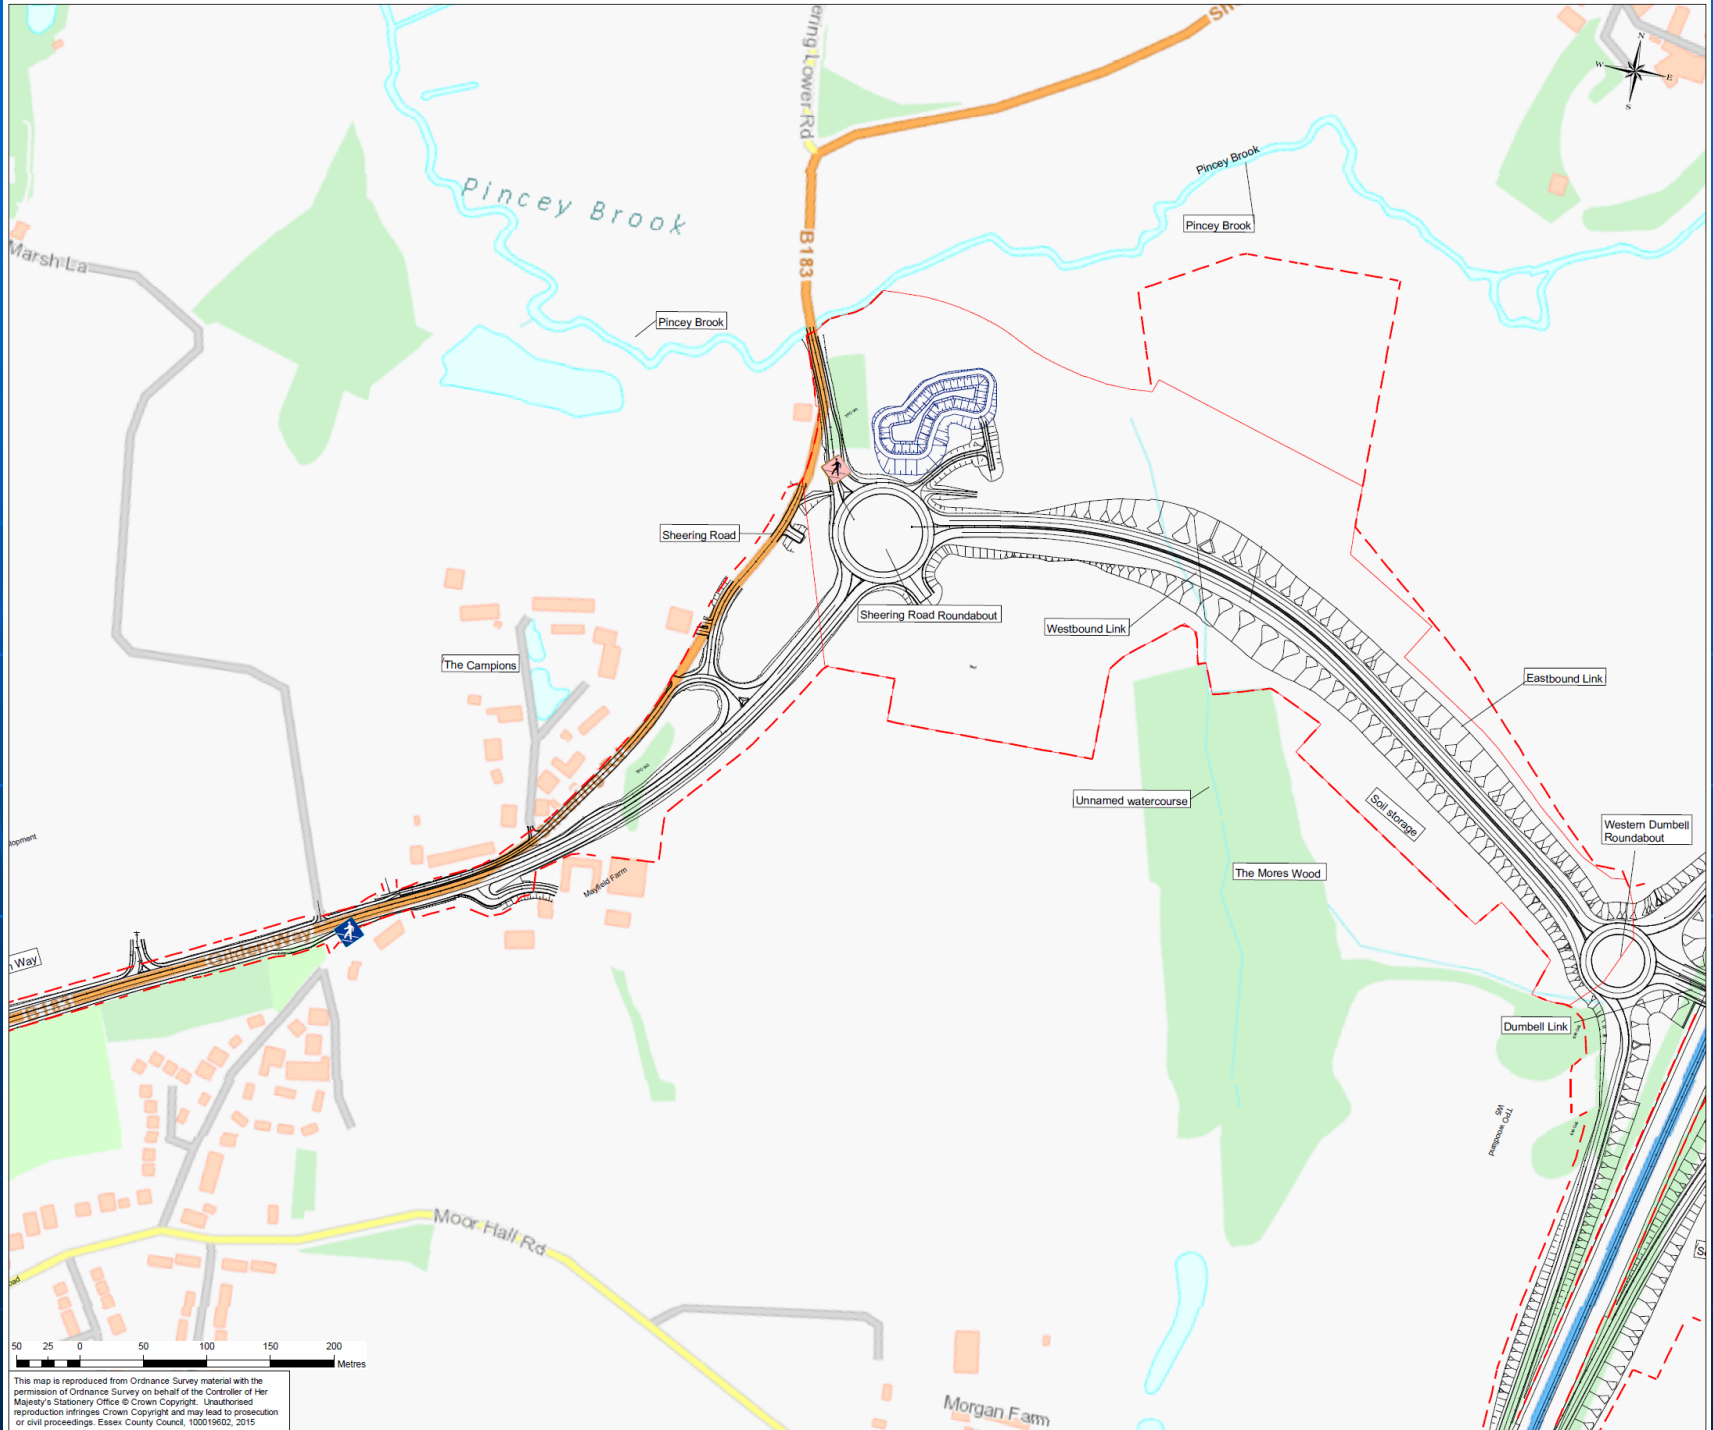 N
W
E
S
Pincey Brook
Pincey Brook
Pincey Brook
B183
Marsh La
Pincey Brook
Sheering Road
Sheering Road Roundabout
Westbound Link
The Campions
Eastbound Link
Unnamed watercourse
Soil storage
Western Dumbell
Roundabout
The Mores Wood
Mayfield Farm
Way
Gilden Way
B183
Dumbell Link
TPO woodland
W5
Moor Hall Rd
Morgan Farm
50 25 0 50 100 150 200
Metres
This map is reproduced from Ordnance Survey material with the
permission of Ordnance Survey on behalf of the Controller of Her
Majesty's Stationery Office © Crown Copyright. Unauthorised
reproduction infringes Crown Copyright and may lead to prosecution
or civil proceedings. Essex County Council, 100019602, 2015